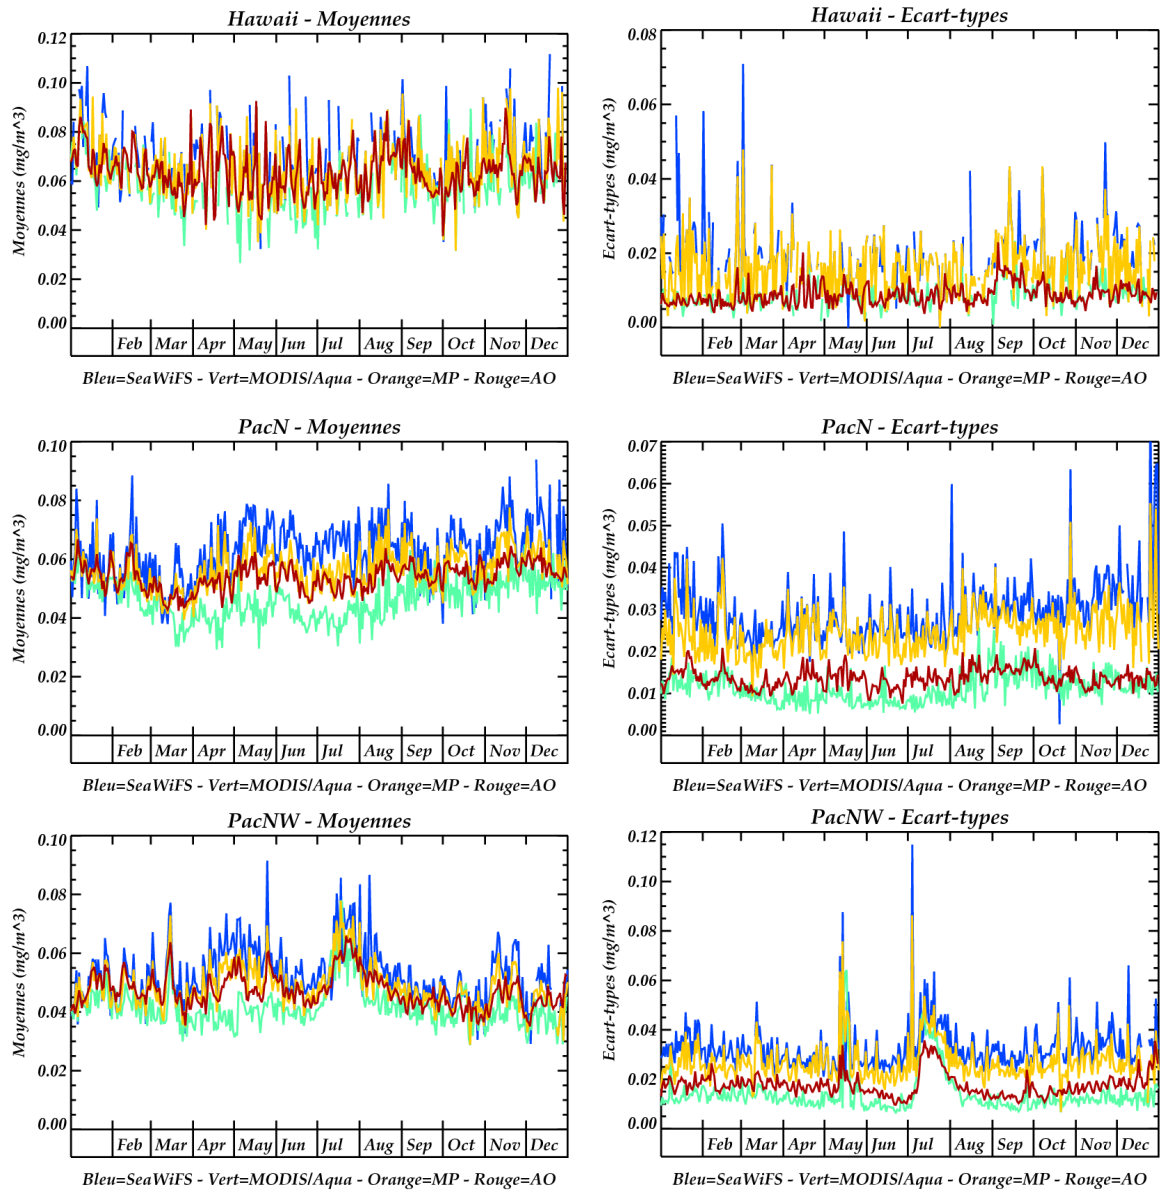 Hawaii - Moyennes
0.12
0.10
0.08
0.06
0.04
0.02
0.00
Moyennes (mg/m^3)
Feb Mar Apr May Jun Jul Aug Sep Oct Nov Dec
Bleu=SeaWiFS - Vert=MODIS/Aqua - Orange=MP - Rouge=AO
Hawaii - Ecart-types
0.08
0.06
0.04
0.02
0.00
Ecart-types (mg/m^3)
Feb Mar Apr May Jun Jul Aug Sep Oct Nov Dec
Bleu=SeaWiFS - Vert=MODIS/Aqua - Orange=MP - Rouge=AO
PacN - Moyennes
0.10
0.08
0.06
0.04
0.02
0.00
Moyennes (mg/m^3)
Feb Mar Apr May Jun Jul Aug Sep Oct Nov Dec
Bleu=SeaWiFS - Vert=MODIS/Aqua - Orange=MP - Rouge=AO
PacN - Ecart-types
0.07
0.06
0.05
0.04
0.03
0.02
0.01
0.00
Ecart-types (mg/m^3)
Feb Mar Apr May Jun Jul Aug Sep Oct Nov Dec
Bleu=SeaWiFS - Vert=MODIS/Aqua - Orange=MP - Rouge=AO
PacNW - Moyennes
0.10
0.08
0.06
0.04
0.02
0.00
Moyennes (mg/m^3)
Feb Mar Apr May Jun Jul Aug Sep Oct Nov Dec
Bleu=SeaWiFS - Vert=MODIS/Aqua - Orange=MP - Rouge=AO
PacNW - Ecart-types
0.12
0.10
0.08
0.06
0.04
0.02
0.00
Ecart-types (mg/m^3)
Feb Mar Apr May Jun Jul Aug Sep Oct Nov Dec
Bleu=SeaWiFS - Vert=MODIS/Aqua - Orange=MP - Rouge=AO